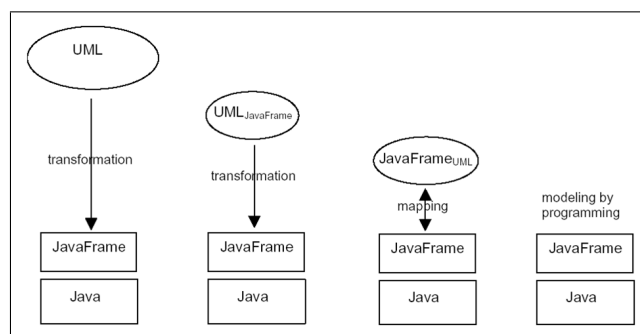 UML
transformation
JavaFrame
Java
UMLJavaFrame
transformation
JavaFrame
Java
JavaFrameUML
mapping
JavaFrame
Java
modeling by
programming
JavaFrame
Java